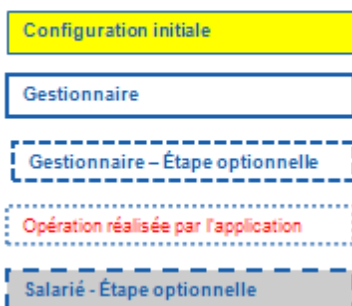 Configuration initiale
Gestionnaire
Gestionnaire – Étape optionnelle
Opération réalisée par l'application
Salarié - Étape optionnelle